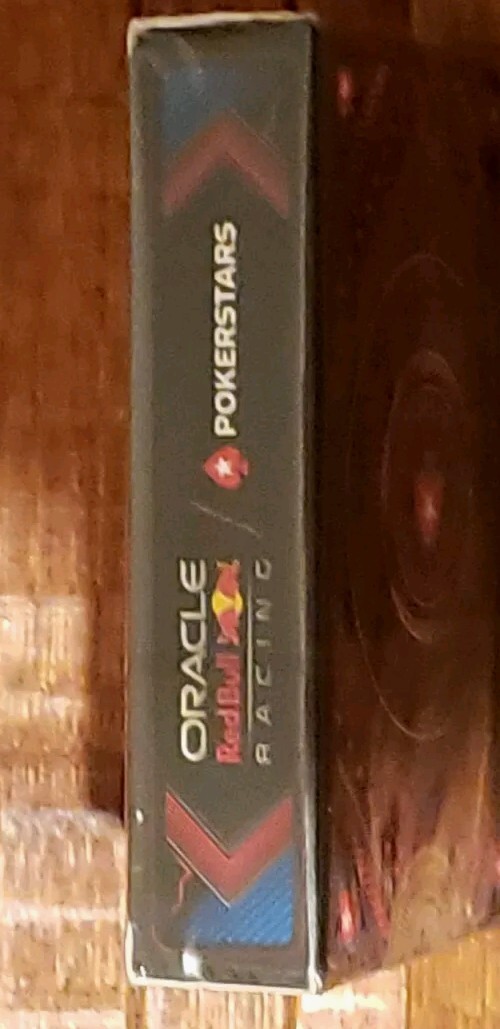 ORACLE
Red Bull
RACING
POKERSTARS